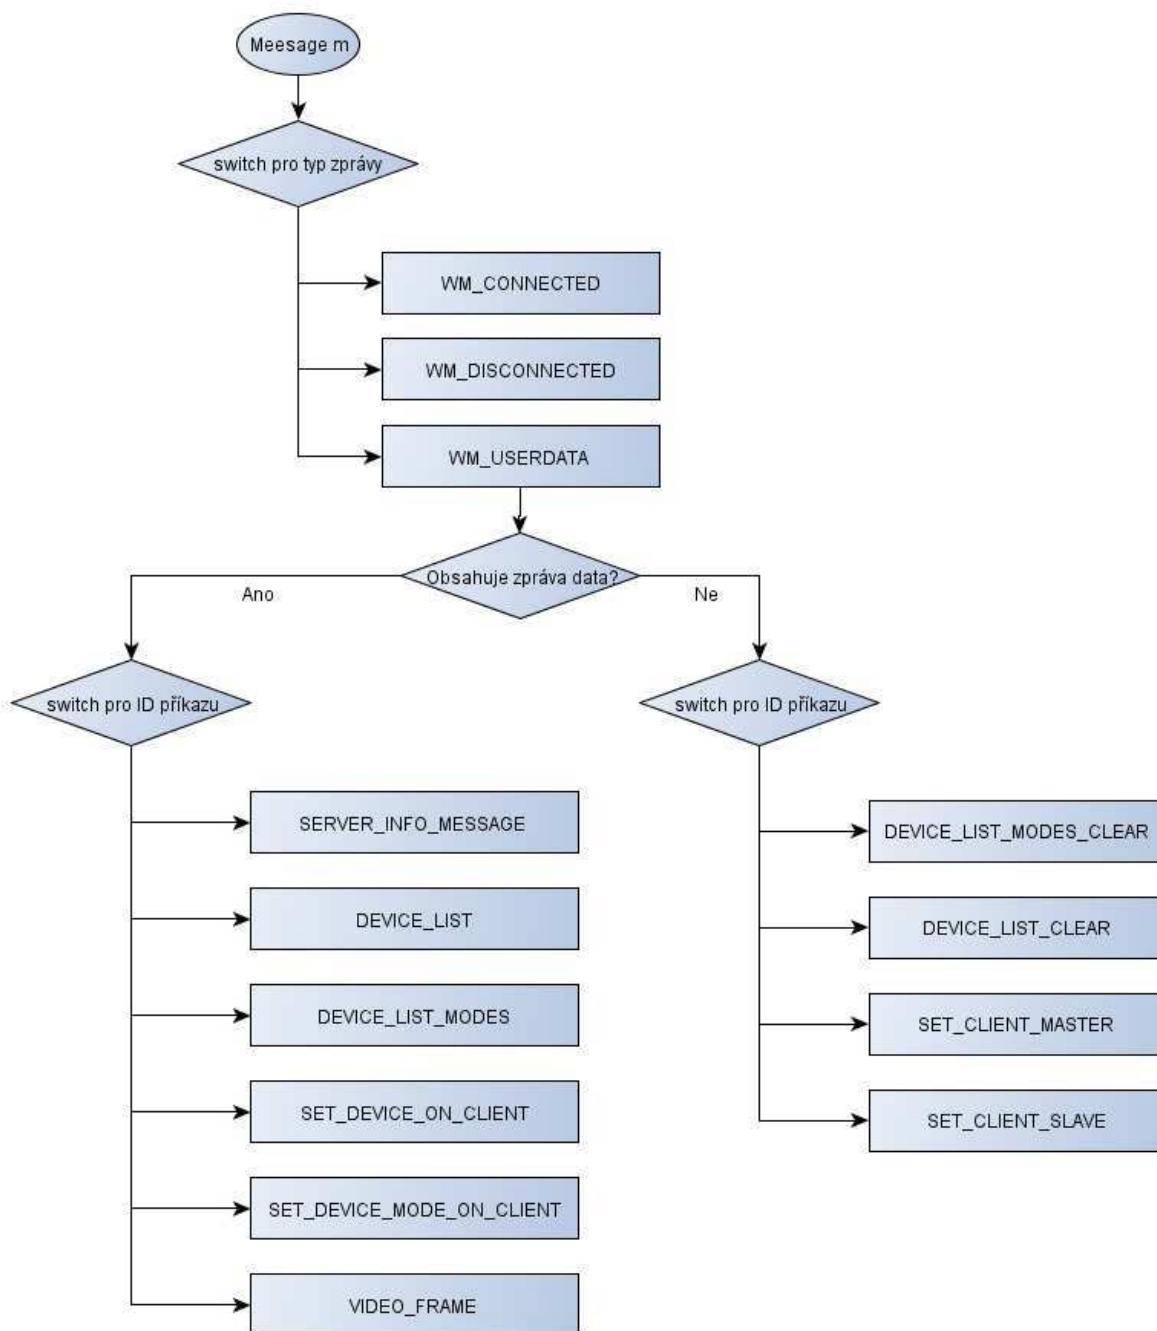 Meesage m
switch pro typ zprávy
WM_CONNECTED
WM_DISCONNECTED
WM_USERDATA
Obsahuje zpráva data?
Ano
Ne
switch pro ID příkazu
switch pro ID příkazu
SERVER_INFO_MESSAGE
DEVICE_LIST
DEVICE_LIST_MODES
SET_DEVICE_ON_CLIENT
SET_DEVICE_MODE_ON_CLIENT
VIDEO_FRAME
DEVICE_LIST_MODES_CLEAR
DEVICE_LIST_CLEAR
SET_CLIENT_MASTER
SET_CLIENT_SLAVE